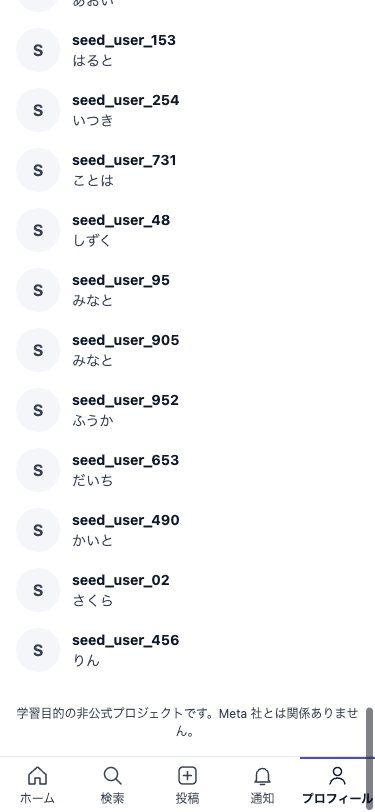 あおい
seed_user_153
はると
seed_user_254
いつき
seed_user_731
ことは
seed_user_48
しずく
seed_user_95
みなと
seed_user_905
みなと
seed_user_952
ふうか
seed_user_653
だいち
seed_user_490
かいと
seed_user_02
さくら
seed_user_456
りん
学習目的の非公式プロジェクトです。Meta 社とは関係ありませ
ん。
ホーム 検索 投稿 通知 プロフィール